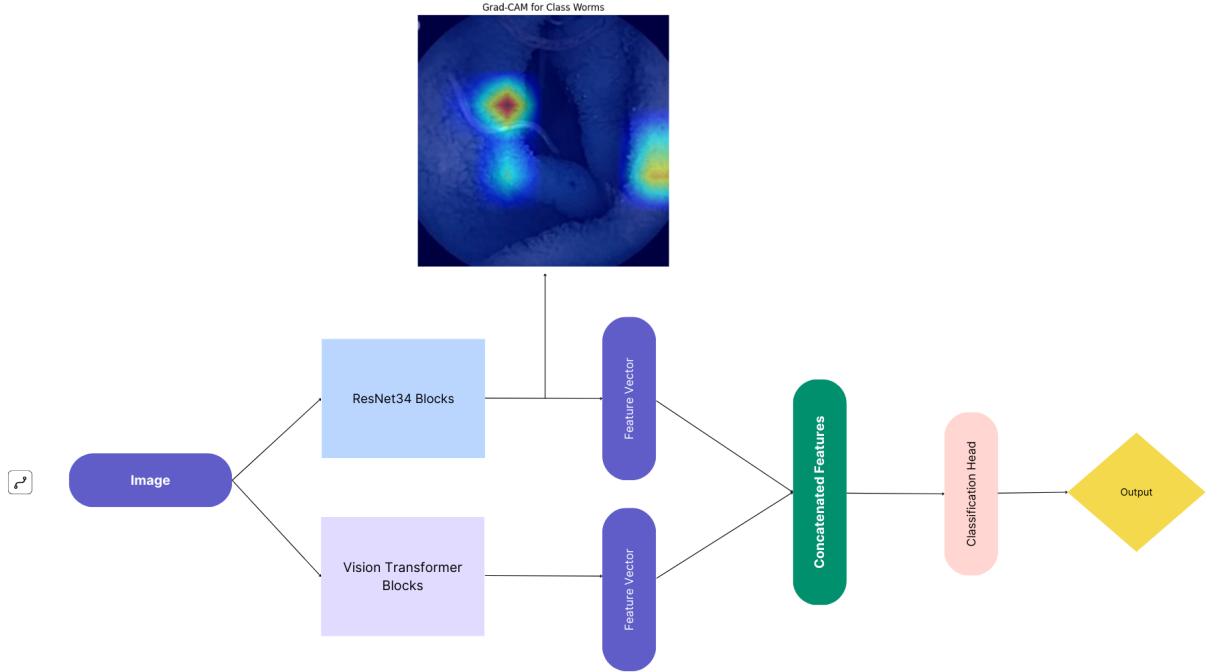 Grad-CAM for Class Worms
ResNet34 Blocks
Feature Vector
Image
Concatenated Features
Classification Head
Output
Vision Transformer
Blocks
Feature Vector